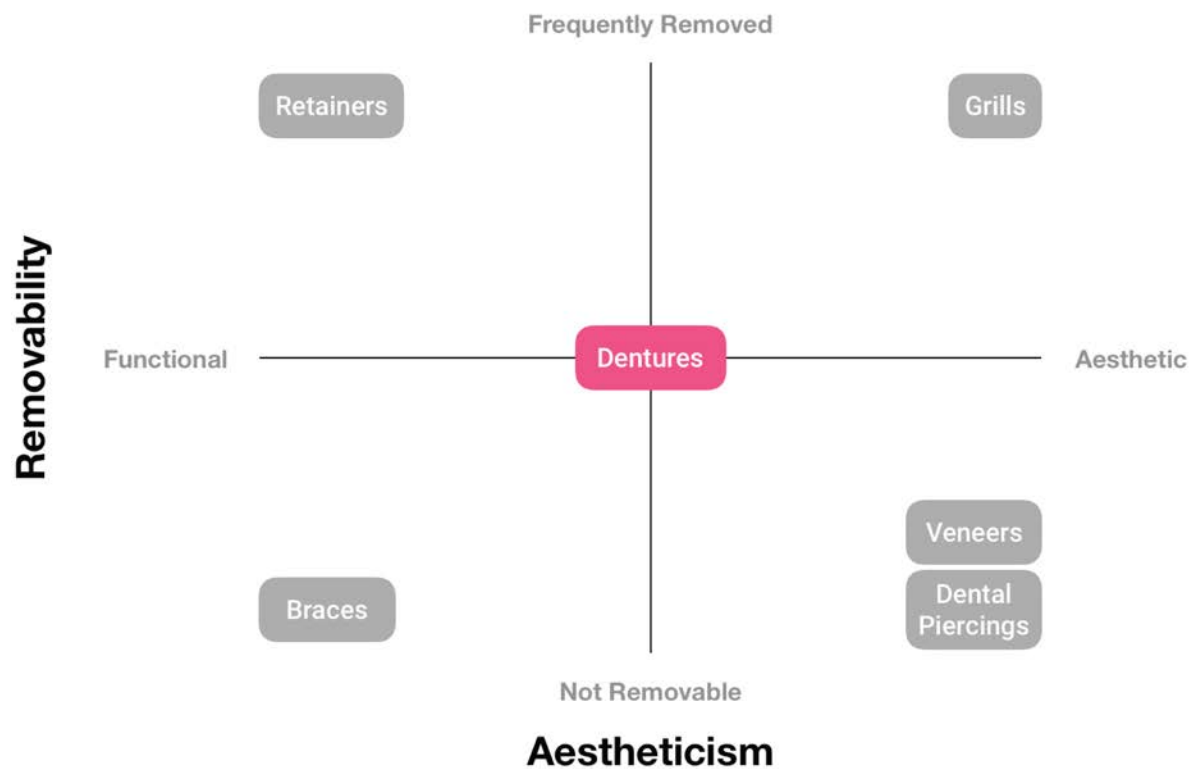 Frequently Removed
Retainers
Grills
Removability
Functional
Dentures
Aesthetic
Veneers
Braces
Dental
Piercings
Not Removable
Aestheticism